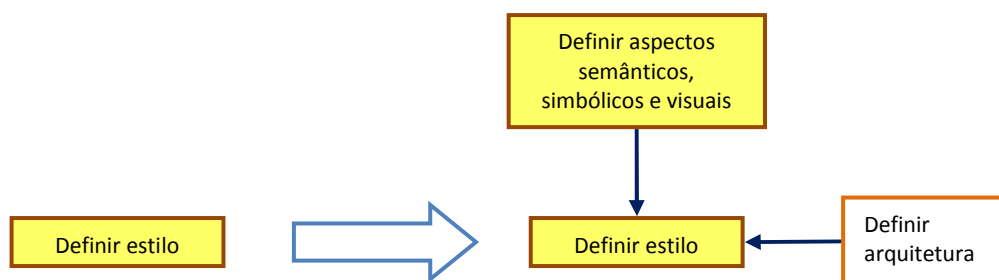 Definir aspectos
semânticos,
simbólicos e visuais
Definir estilo
Definir estilo
Definir
arquitetura